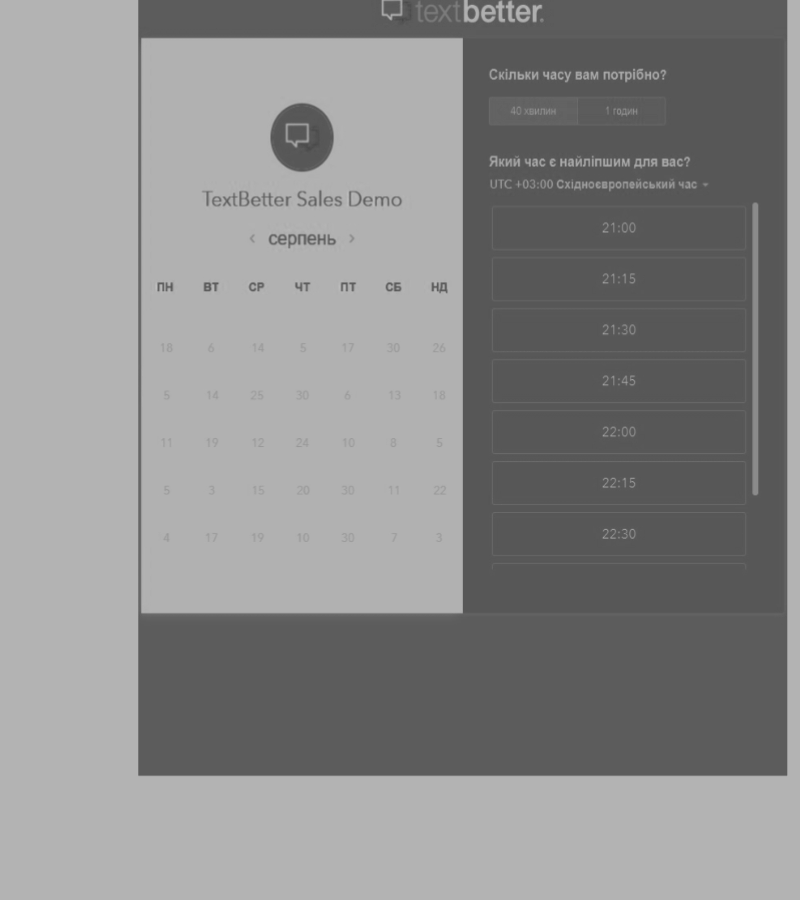 textbetter.
TextBetter Sales Demo
‹ серпень ›
ПН ВТ СР ЧТ ПТ СБ НД
18 6 14 5 17 30 26
5 14 25 30 6 13 18
11 19 12 24 10 8 5
5 3 15 20 30 11 22
4 17 19 10 30 7 3
Скільки часу вам потрібно?
40 хвилин 1 годин
Який час є найліпшим для вас?
UTC +03:00 Східноєвропейський час
21:00
21:15
21:30
21:45
22:00
22:15
22:30